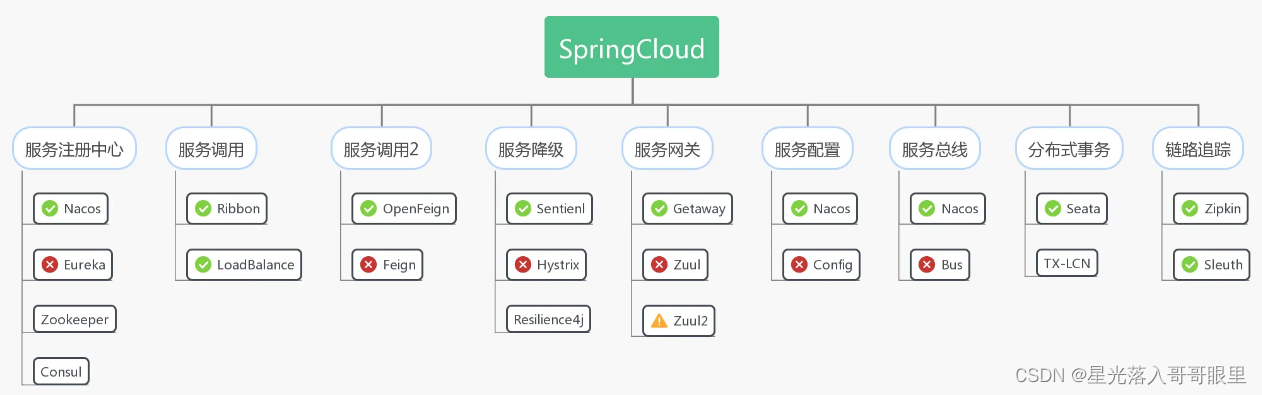 SpringCloud
服务注册中心
Nacos
Eureka
Zookeeper
Consul
服务调用
Ribbon
LoadBalance
服务调用2
OpenFeign
Feign
服务降级
Sentienl
Hystrix
Resilience4j
服务网关
Getaway
Zuul
Zuul2
服务配置
Nacos
Config
服务总线
Nacos
Bus
分布式事务
Seata
TX-LCN
链路追踪
Zipkin
Sleuth
CSDN @星光落入哥哥眼里